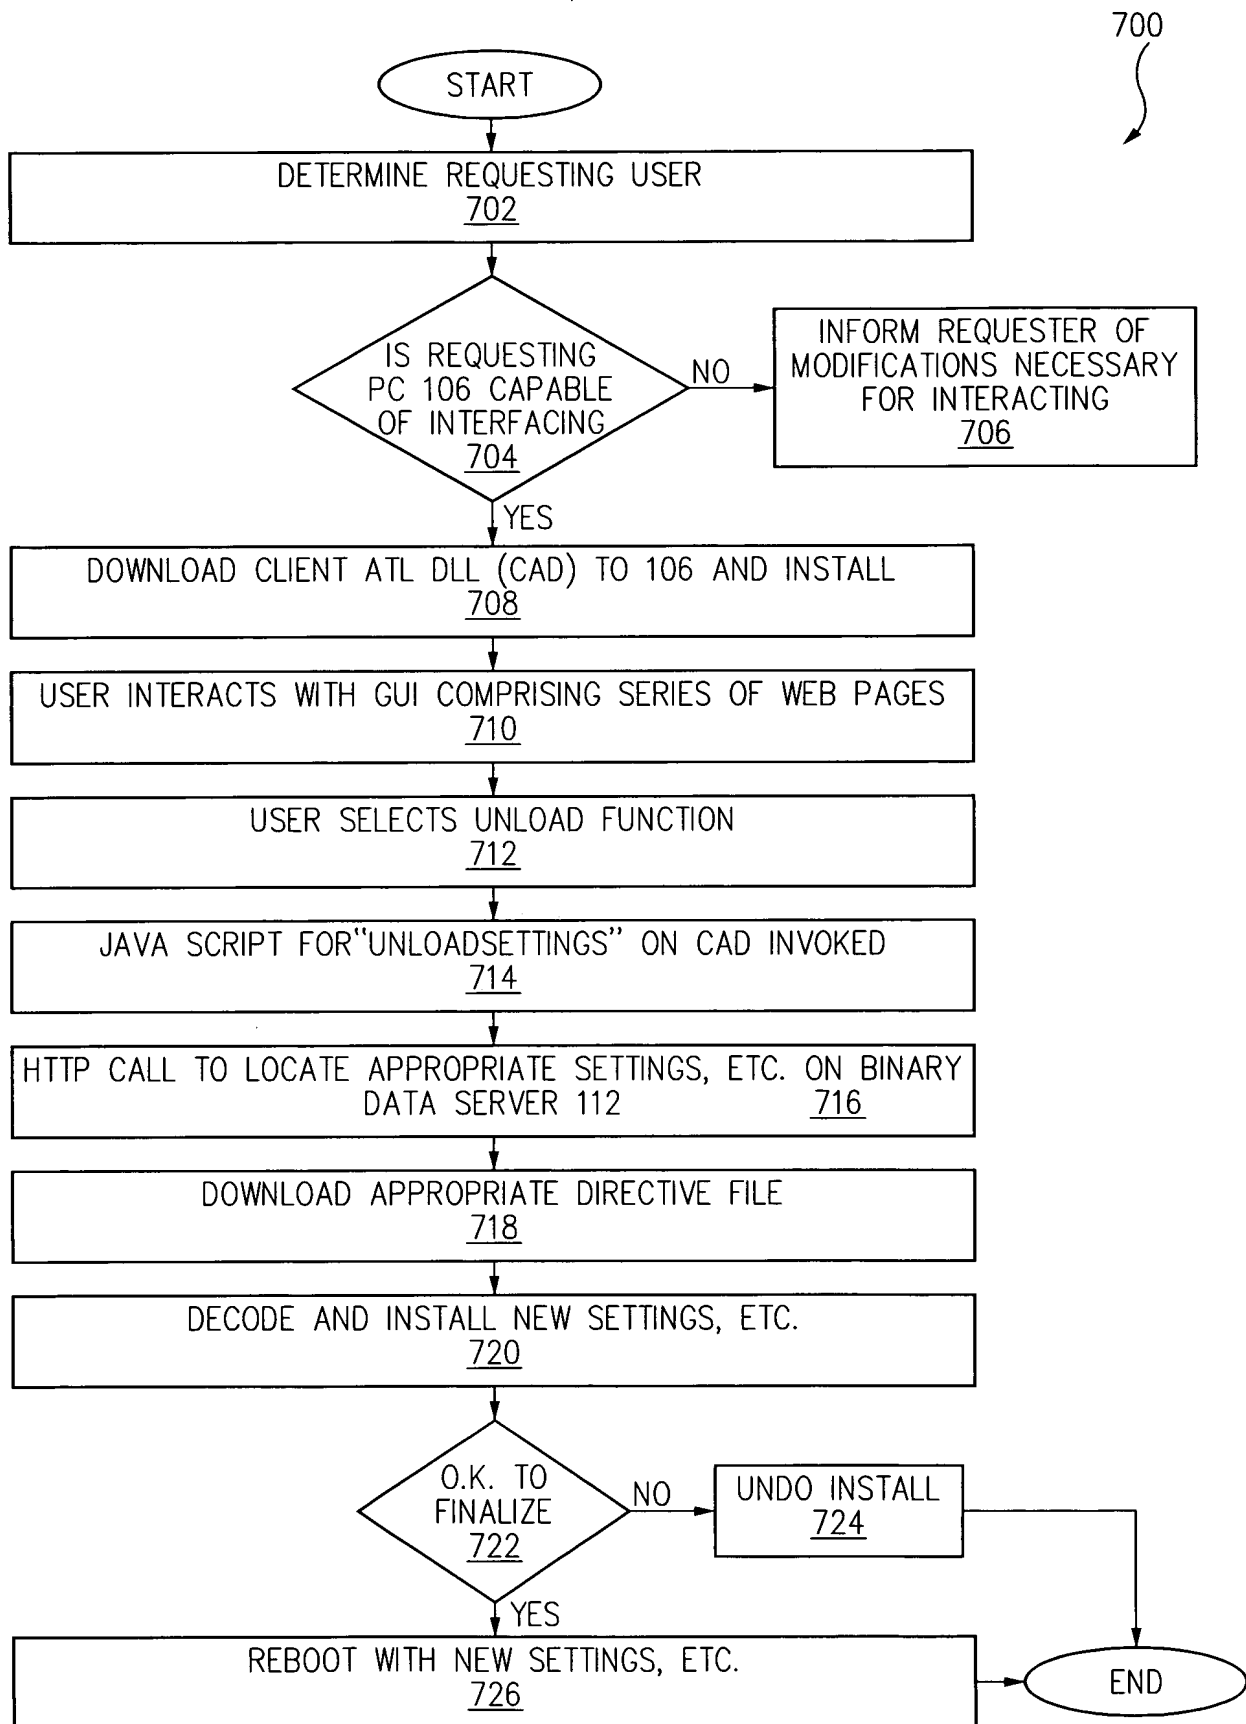 700
START
DETERMINE REQUESTING USER
702
IS REQUESTING
PC 106 CAPABLE
OF INTERFACING
704
NO
INFORM REQUESTER OF
MODIFICATIONS NECESSARY
FOR INTERACTING
706
YES
DOWNLOAD CLIENT ATL DLL (CAD) TO 106 AND INSTALL
708
USER INTERACTS WITH GUI COMPRISING SERIES OF WEB PAGES
710
USER SELECTS UNLOAD FUNCTION
712
JAVA SCRIPT FOR"UNLOADSETTINGS" ON CAD INVOKED
714
HTTP CALL TO LOCATE APPROPRIATE SETTINGS, ETC. ON BINARY
DATA SERVER 112 716
DOWNLOAD APPROPRIATE DIRECTIVE FILE
718
DECODE AND INSTALL NEW SETTINGS, ETC.
720
O.K. TO
FINALIZE
722
NO
UNDO INSTALL
724
YES
REBOOT WITH NEW SETTINGS, ETC.
726
END